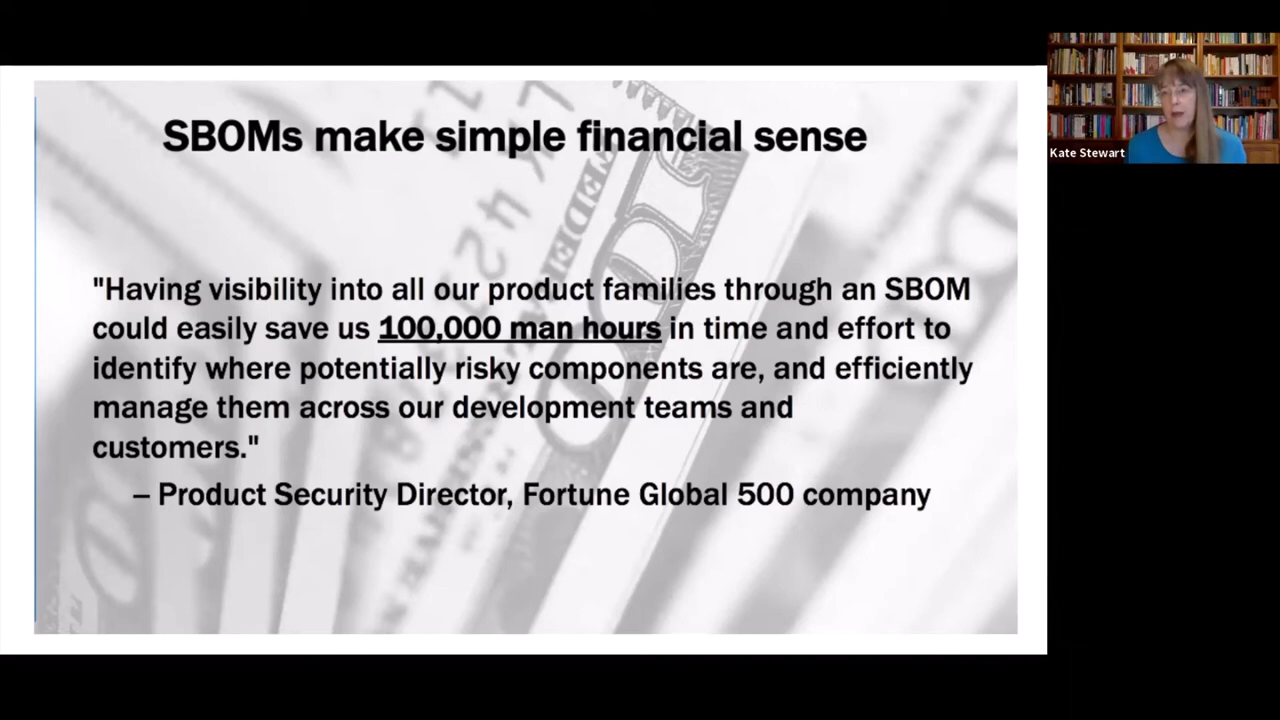 SBOMs make simple financial sense
"Having visibility into all our product families through an SBOM
could easily save us 100,000 man hours in time and effort to
identify where potentially risky components are, and efficiently
manage them across our development teams and
customers."
– Product Security Director, Fortune Global 500 company
Kate Stewart